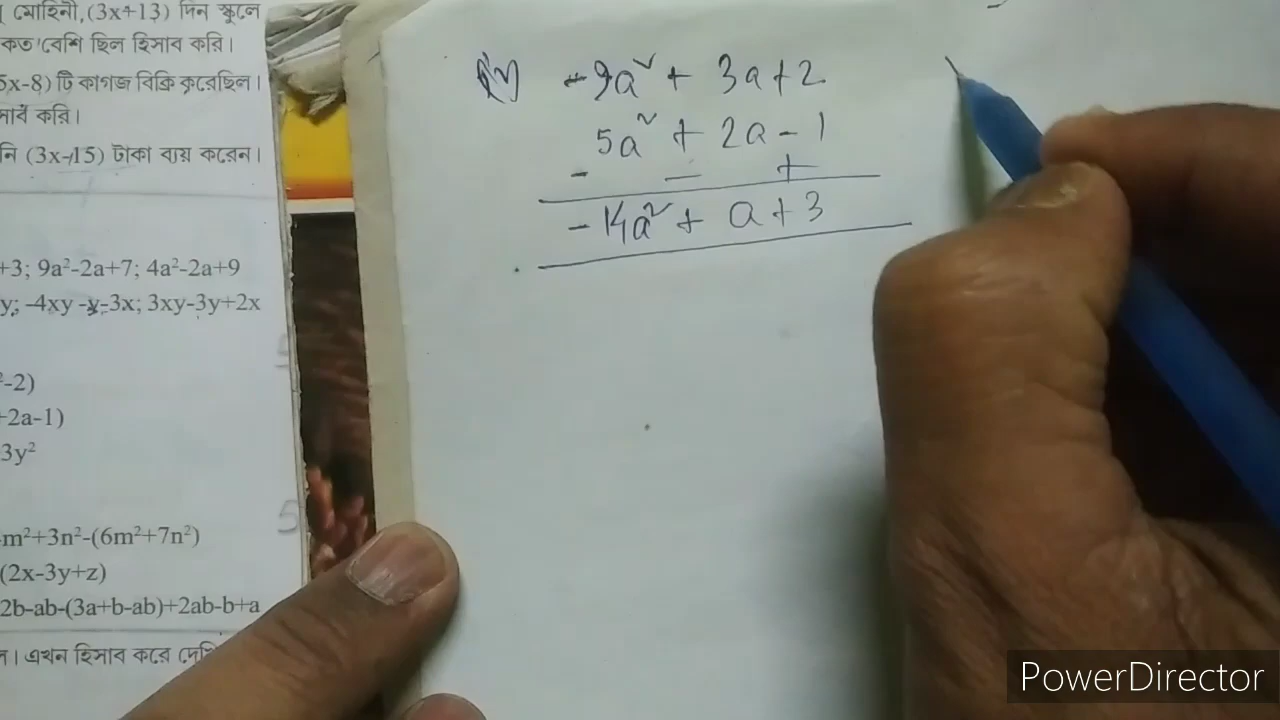 মোহিনী, (3x+13) দিন স্কুলে
কত বেশি ছিল হিসাব করি।
5x-8) টি কাগজ বিক্রি করেছিল।
সাব করি।
নি (3x-15) টাকা ব্যয় করেন।
+3; 9a²-2a+7; 4a²-2a+9
y; -4xy -y-3x; 3xy-3y+2x
²-2)
+2a-1)
3y²
m²+3n²-(6m²+7n²)
(2x-3y+z)
2b-ab-(3a+b-ab)+2ab-b+a
। এখন হিসাব করে দেখি
-9a² + 3a+2
5a² + 2a-1
- - +
-14a² + a+3
PowerDirector